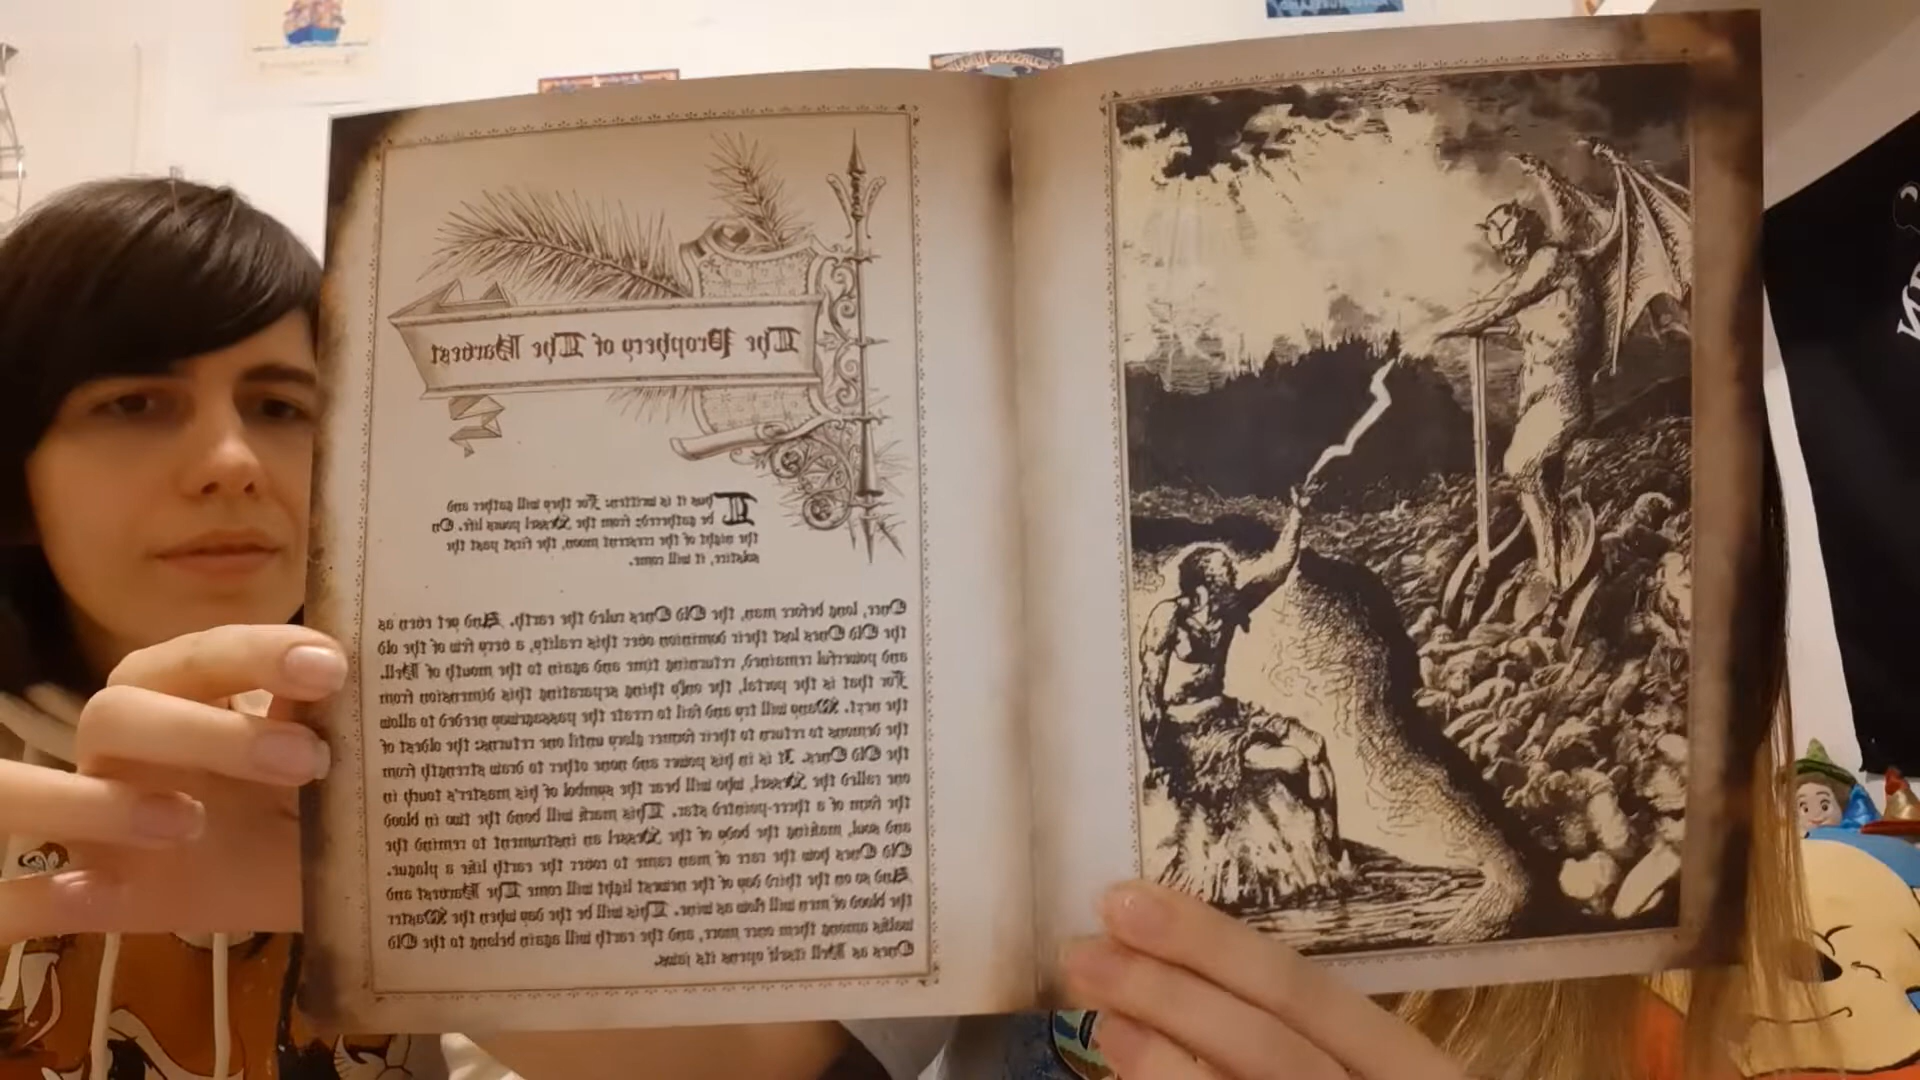 The Prophecy of The Harvest
Thus it is written: For they will gather and
be gathered: from the Vessel pours life. On
the night of the crescent moon, the first past the
solstice, it will come.
Once, long before man, the Old Ones ruled the earth. And yet even as
the Old Ones lost their dominion over this reality, a very few of the old
and powerful remained, returning time and again to the mouth of Hell.
For that is the portal, the only thing separating this dimension from
the next. Many will try and fail to create the passageway needed to allow
the demons to return to their former glory until one returns: the oldest of
the Old Ones. It is in his power and none other to draw strength from
one called the Vessel, who will bear the symbol of his master's touch in
the form of a three-pointed star. This mark will bond the two in blood
and soul, making the body of the Vessel an instrument to remind the
Old Ones how the race of man came to cover the earth like a plague.
And so on the third day of the newest light will come The Harvest and
the blood of men will flow as wine. This will be the day when the Master
walks among them once more, and the earth will again belong to the Old
Ones as Hell itself opens its jaws.